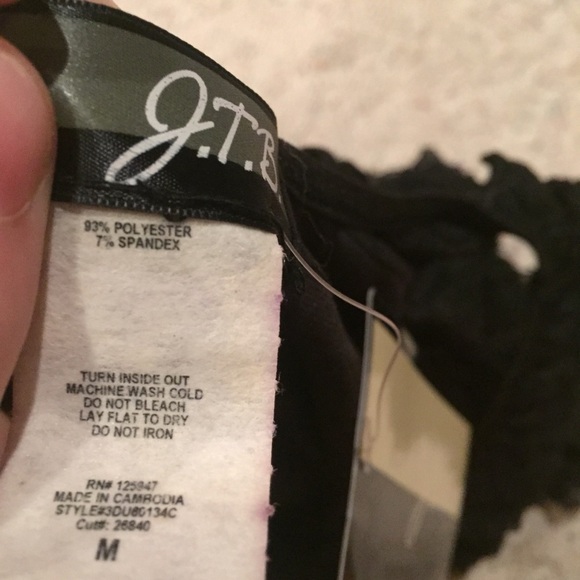 J.T.B
93% POLYESTER
7% SPANDEX
TURN INSIDE OUT
MACHINE WASH COLD
DO NOT BLEACH
LAY FLAT TO DRY
DO NOT IRON
RN# 125947
MADE IN CAMBODIA
STYLE#3DU60134C
Cut#: 26840
M